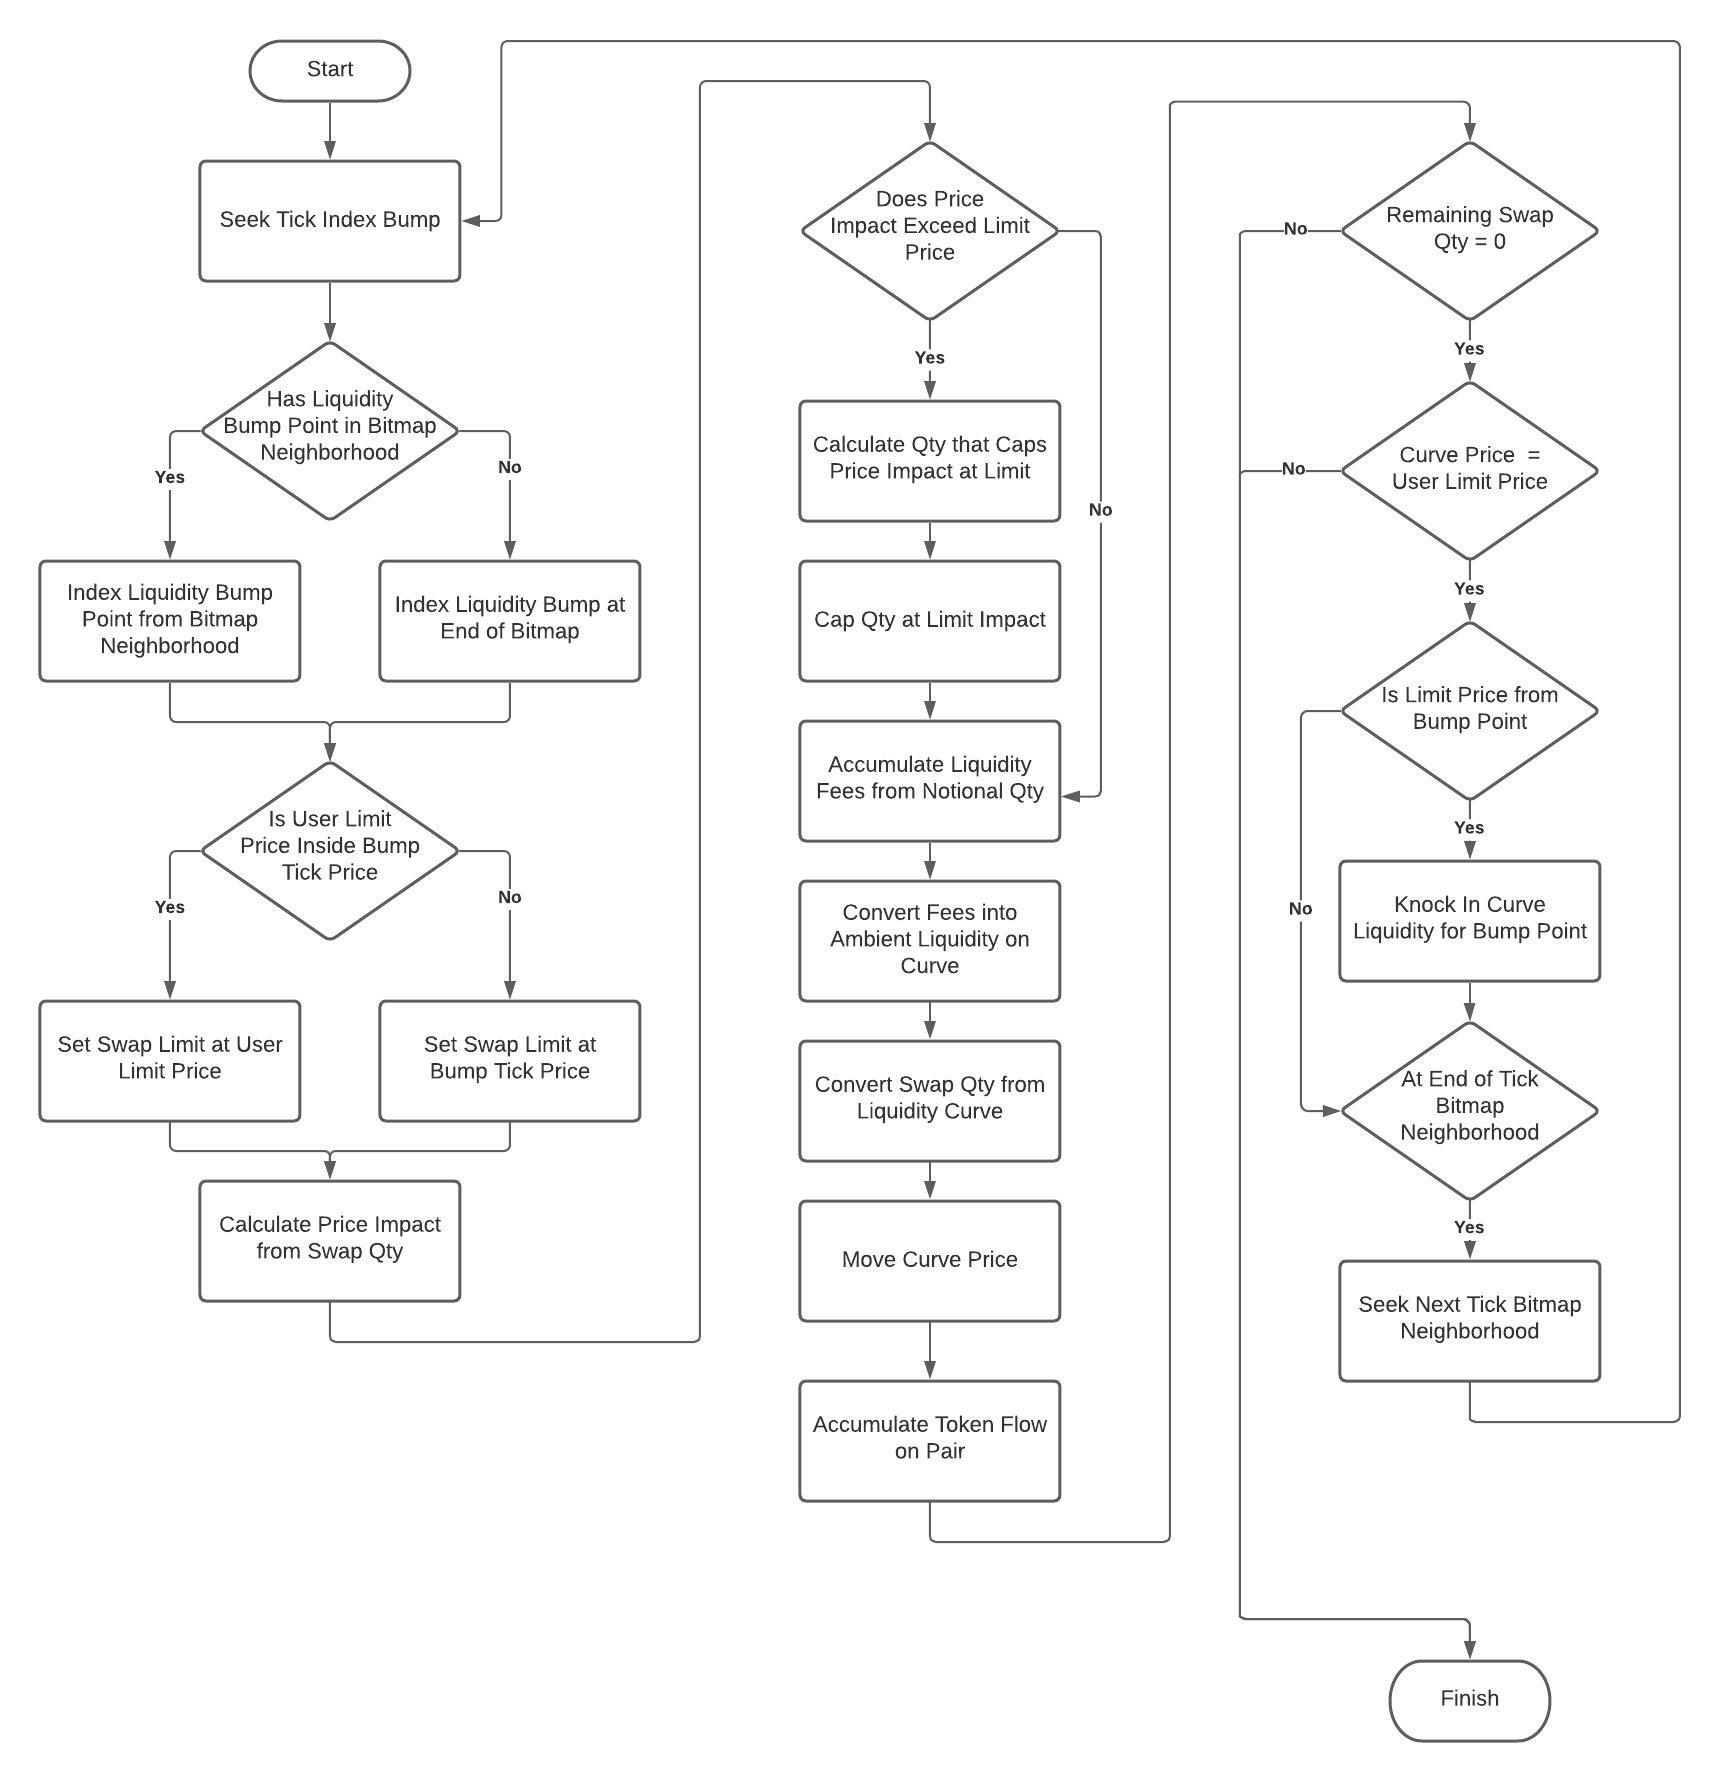 Start
Seek Tick Index Bump
Has Liquidity
Bump Point in Bitmap
Neighborhood
Yes
No
Index Liquidity Bump
Point from Bitmap
Neighborhood
Index Liquidity Bump at
End of Bitmap
Is User Limit
Price Inside Bump
Tick Price
Yes
No
Set Swap Limit at User
Limit Price
Set Swap Limit at
Bump Tick Price
Calculate Price Impact
from Swap Qty
Does Price
Impact Exceed Limit
Price
Yes
No
Calculate Qty that Caps
Price Impact at Limit
Cap Qty at Limit Impact
Accumulate Liquidity
Fees from Notional Qty
Convert Fees into
Ambient Liquidity on
Curve
Convert Swap Qty from
Liquidity Curve
Move Curve Price
Accumulate Token Flow
on Pair
Remaining Swap
Qty = 0
No
Yes
Curve Price  =
User Limit Price
No
Yes
Is Limit Price from
Bump Point
Yes
No
Knock In Curve
Liquidity for Bump Point
At End of Tick
Bitmap
Neighborhood
Yes
Seek Next Tick Bitmap
Neighborhood
Finish